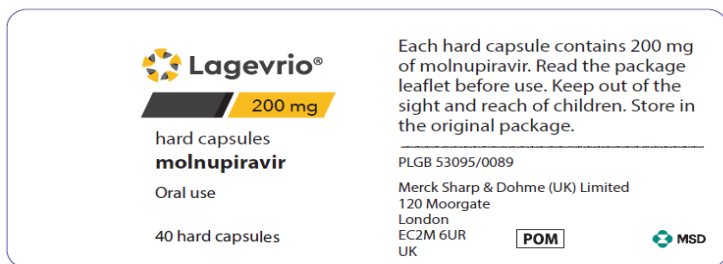 Lagevrio®
200 mg
hard capsules
molnupiravir
Oral use
40 hard capsules
Each hard capsule contains 200 mg
of molnupiravir. Read the package
leaflet before use. Keep out of the
sight and reach of children. Store in
the original package.
PLGB 53095/0089
Merck Sharp & Dohme (UK) Limited
120 Moorgate
London
EC2M 6UR
UK
POM
MSD